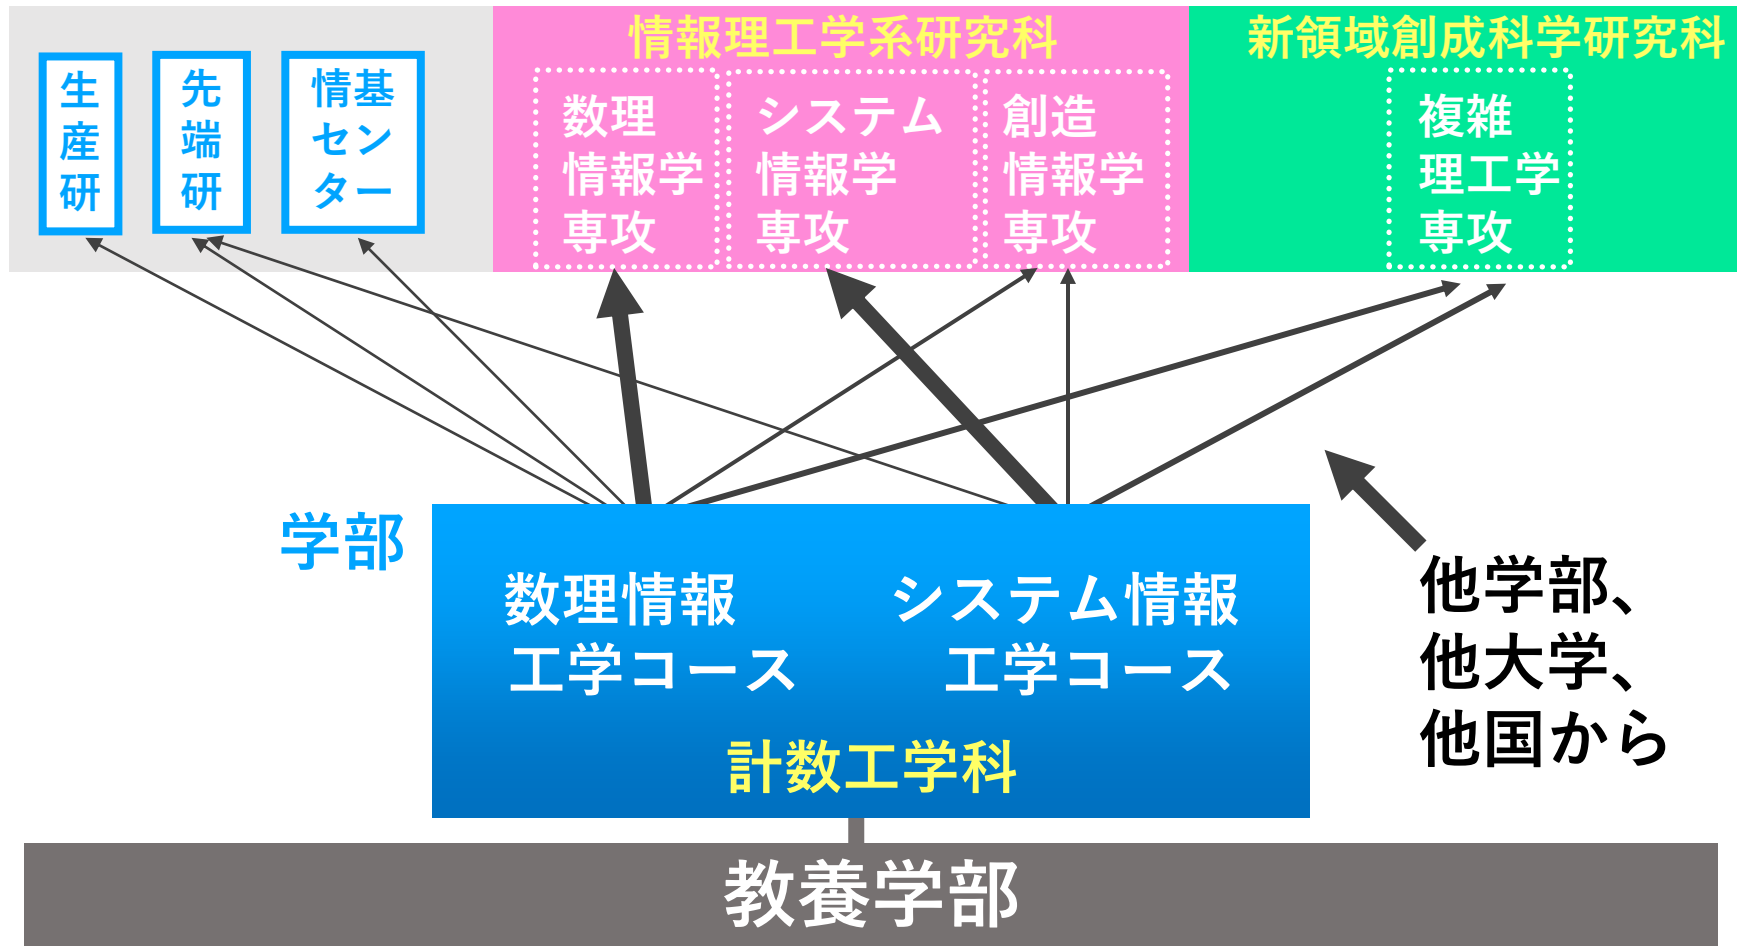 生
産
研
先
端
研
情基
セン
ター
情報理工学系研究科
数理
情報学
専攻
システム
情報学
専攻
創造
情報学
専攻
新領域創成科学研究科
複雑
理工学
専攻
学部
数理情報
工学コース
システム情報
工学コース
計数工学科
他学部、
他大学、
他国から
教養学部